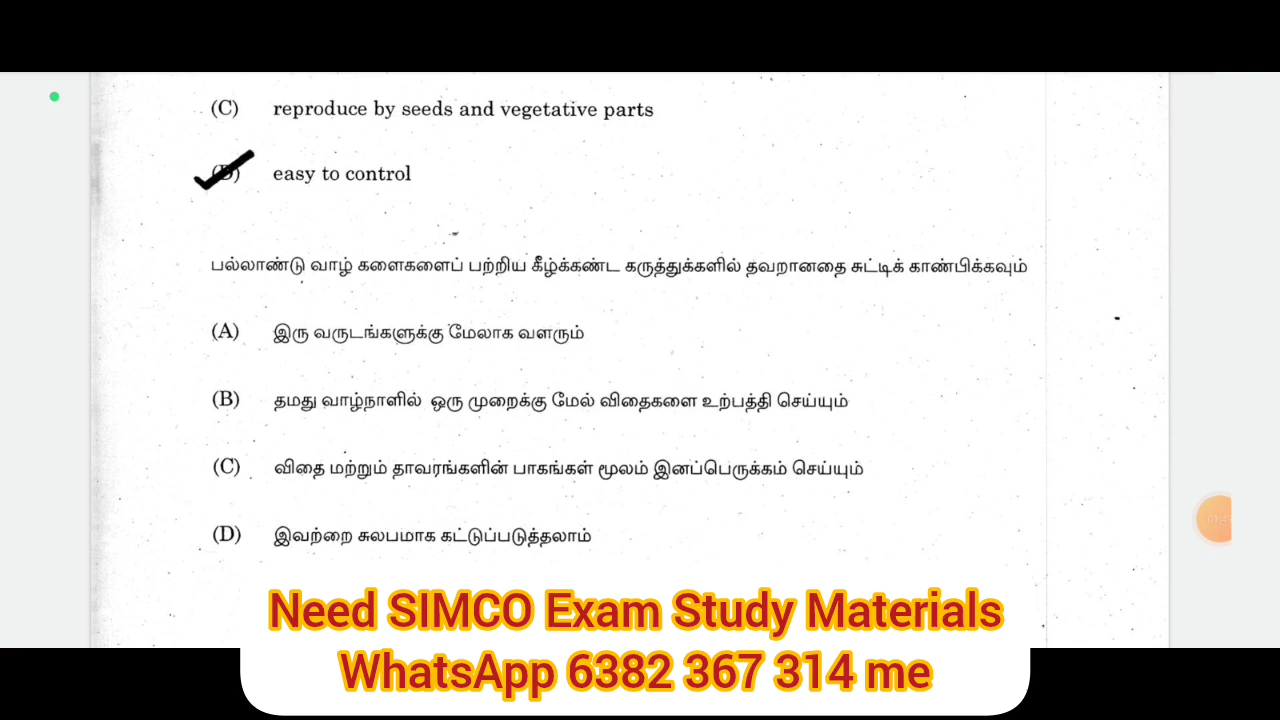 (C) reproduce by seeds and vegetative parts
(D) easy to control
பல்லாண்டு வாழ் களைகளைப் பற்றிய கீழ்க்கண்ட கருத்துக்களில் தவறானதை சுட்டிக் காண்பிக்கவும்
(A) இரு வருடங்களுக்கு மேலாக வளரும்
(B) தமது வாழ்நாளில் ஒரு முறைக்கு மேல் விதைகளை உற்பத்தி செய்யும்
(C) விதை மற்றும் தாவரங்களின் பாகங்கள் மூலம் இனப்பெருக்கம் செய்யும்
(D) இவற்றை சுலபமாக கட்டுப்படுத்தலாம்
Need SIMCO Exam Study Materials
WhatsApp 6382 367 314 me